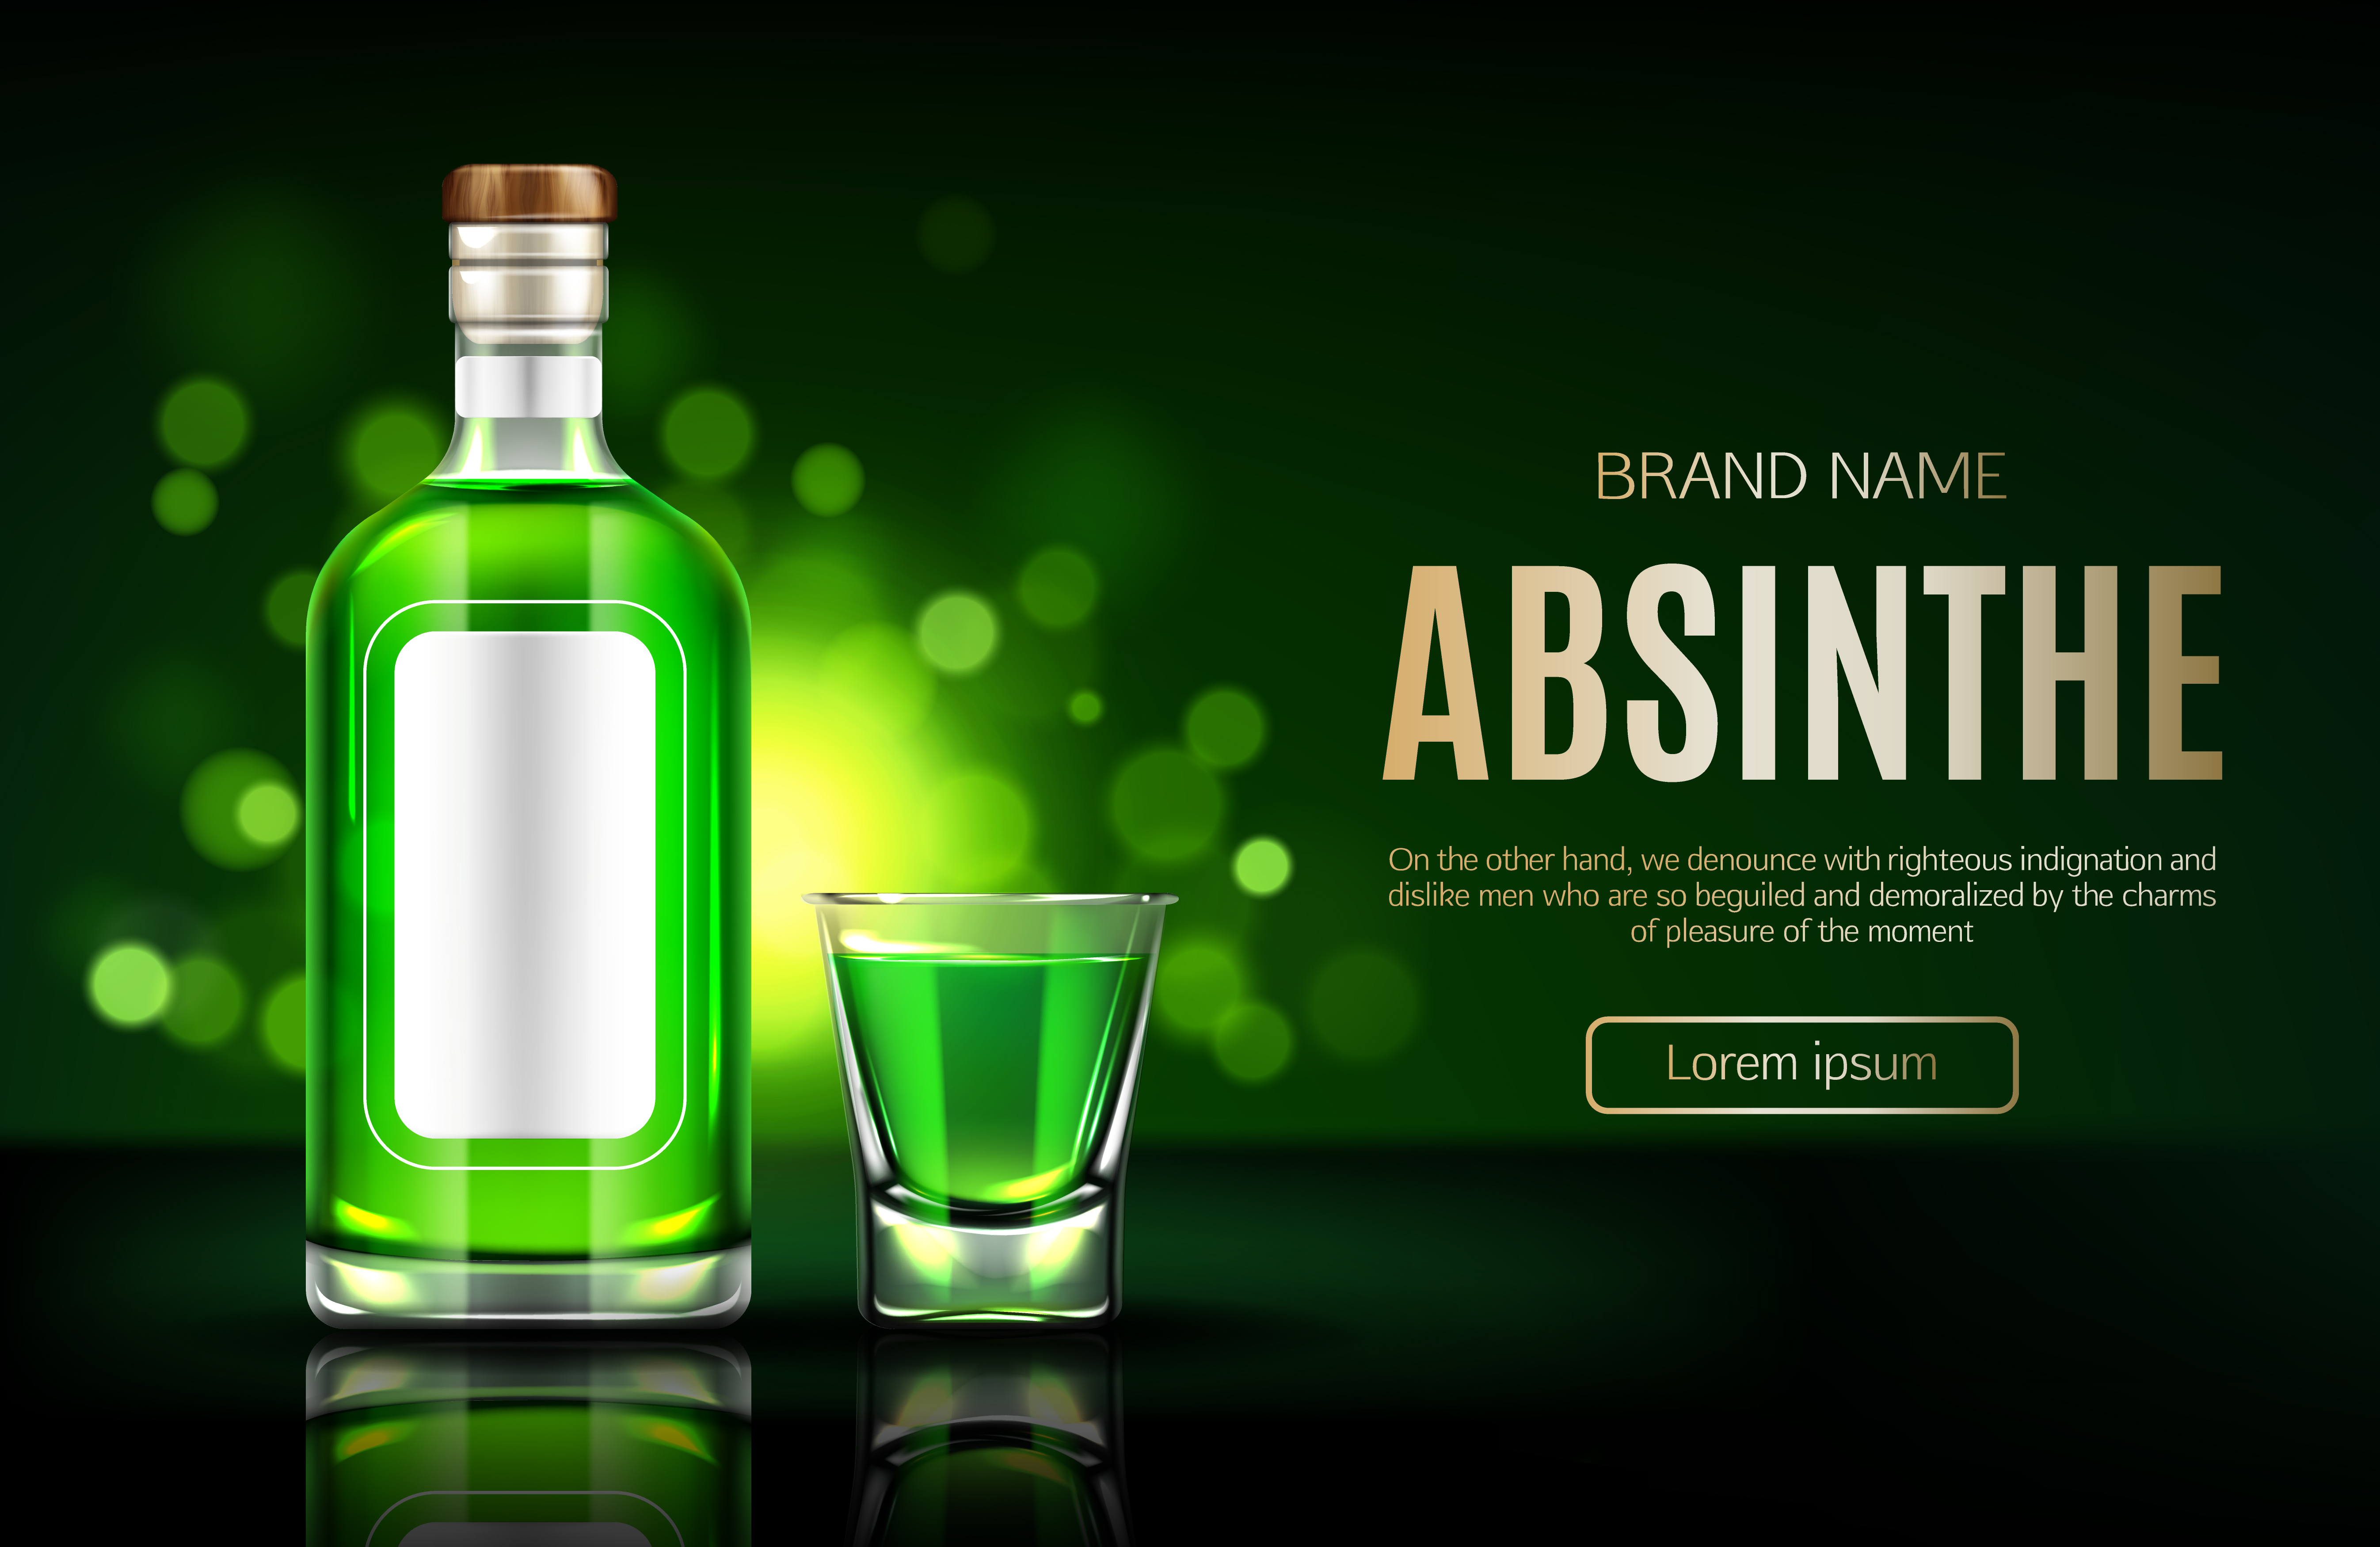 BRAND NAME
ABSINTHE
On the other hand, we denounce with righteous indignation and
dislike men who are so beguiled and demoralized by the charms
of pleasure of the moment
Lorem ipsum